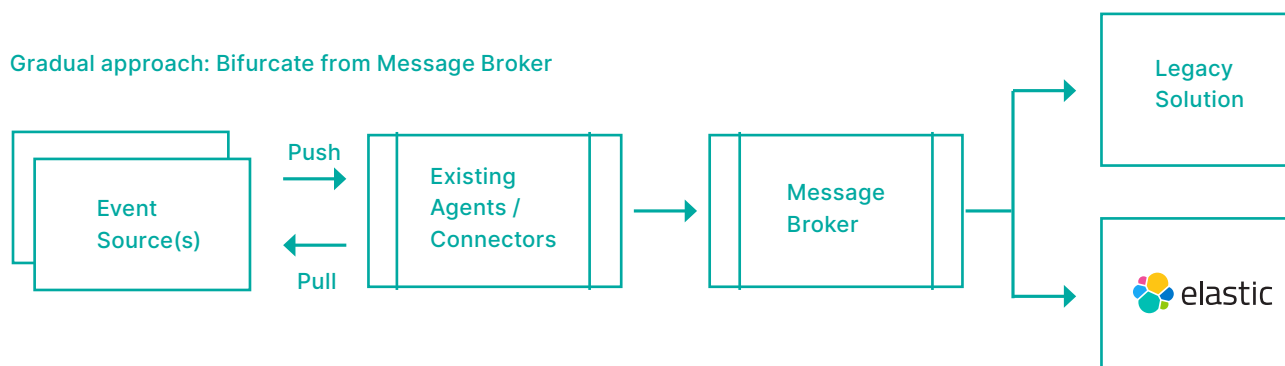 Gradual approach: Bifurcate from Message Broker
Event
Source(s)
Push
Pull
Existing
Agents /
Connectors
Message
Broker
Legacy
Solution
elastic